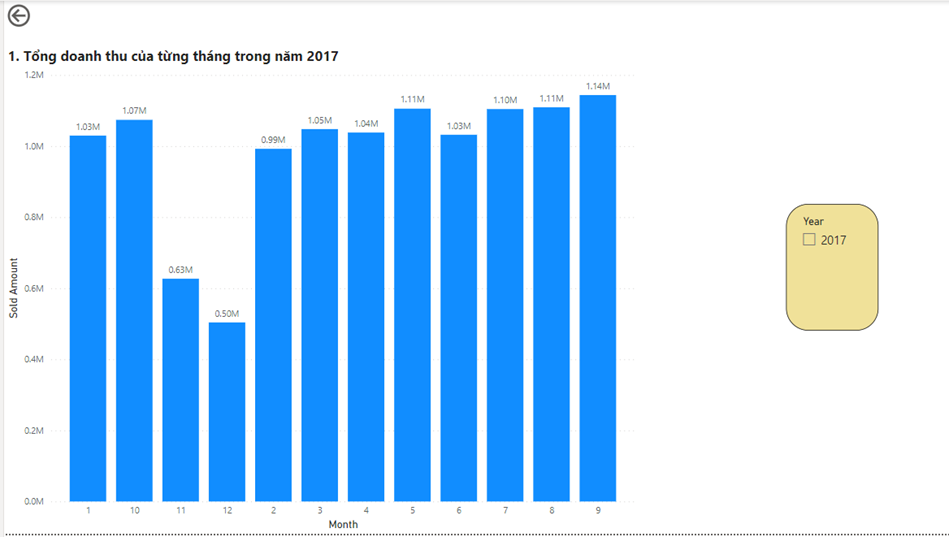 1. Tổng doanh thu của từng tháng trong năm 2017
1.2M
1.0M
0.8M
0.6M
0.4M
0.2M
0.0M
Sold Amount
1.03M
1.07M
0.63M
0.50M
0.99M
1.05M
1.04M
1.11M
1.03M
1.10M
1.11M
1.14M
1 10 11 12 2 3 4 5 6 7 8 9
Month
Year
2017